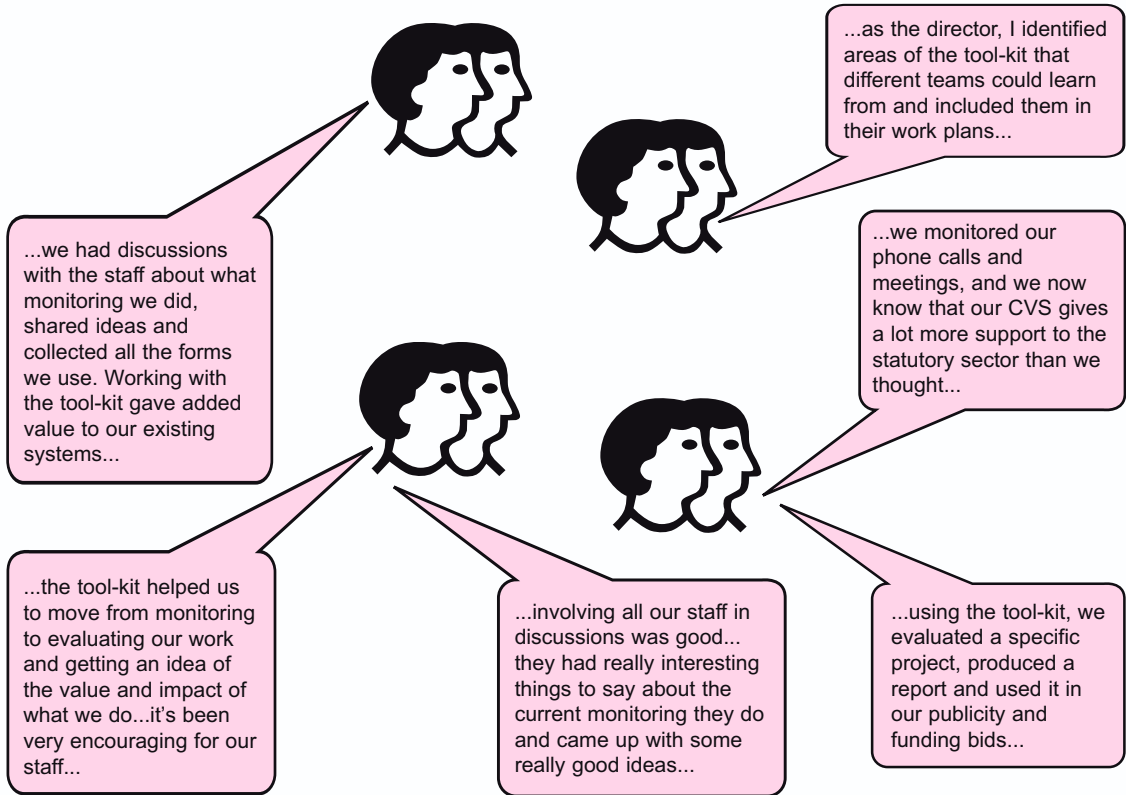 ...as the director, I identified
areas of the tool-kit that
different teams could learn
from and included them in
their work plans...
...we had discussions
with the staff about what
monitoring we did,
shared ideas and
collected all the forms
we use. Working with
the tool-kit gave added
value to our existing
systems...
...we monitored our
phone calls and
meetings, and we now
know that our CVS gives
a lot more support to the
statutory sector than we
thought...
...the tool-kit helped us
to move from monitoring
to evaluating our work
and getting an idea of
the value and impact of
what we do...it’s been
very encouraging for our
staff...
...involving all our staff in
discussions was good...
they had really interesting
things to say about the
current monitoring they do
and came up with some
really good ideas...
...using the tool-kit, we
evaluated a specific
project, produced a
report and used it in
our publicity and
funding bids...